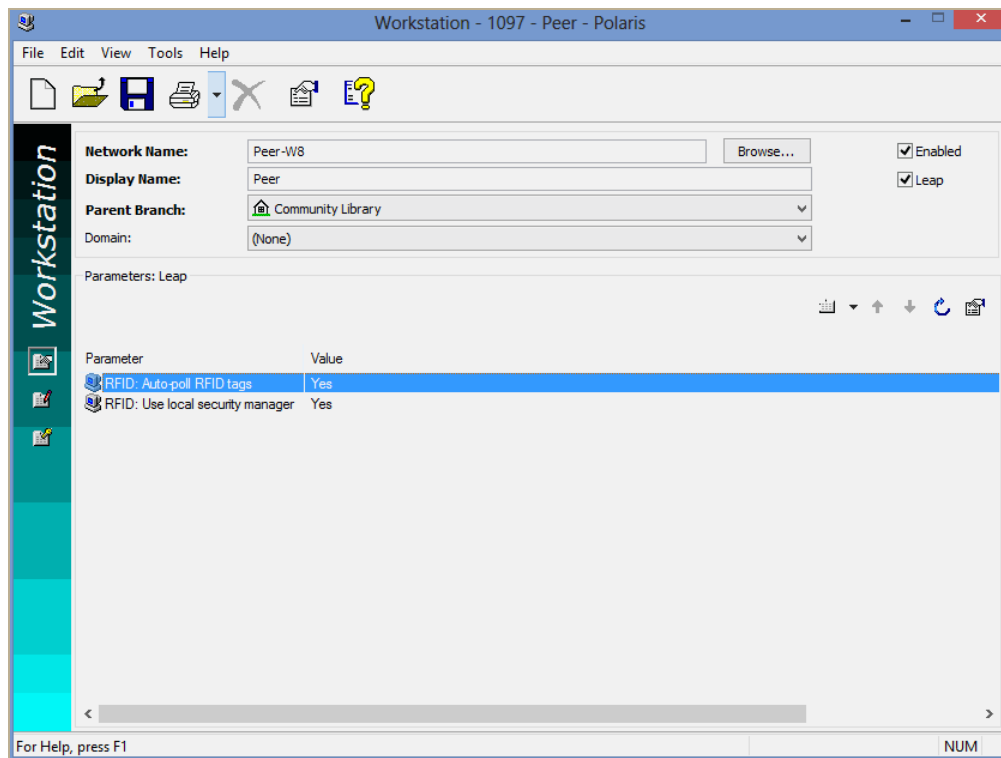 Workstation - 1097 - Peer - Polaris
File Edit View Tools Help
Workstation
Network Name: Peer-W8 Browse... Enabled
Display Name: Peer Leap
Parent Branch: Community Library
Domain: (None)
Parameters: Leap
Parameter Value
RFID: Auto-poll RFID tags Yes
RFID: Use local security manager Yes
For Help, press F1 NUM